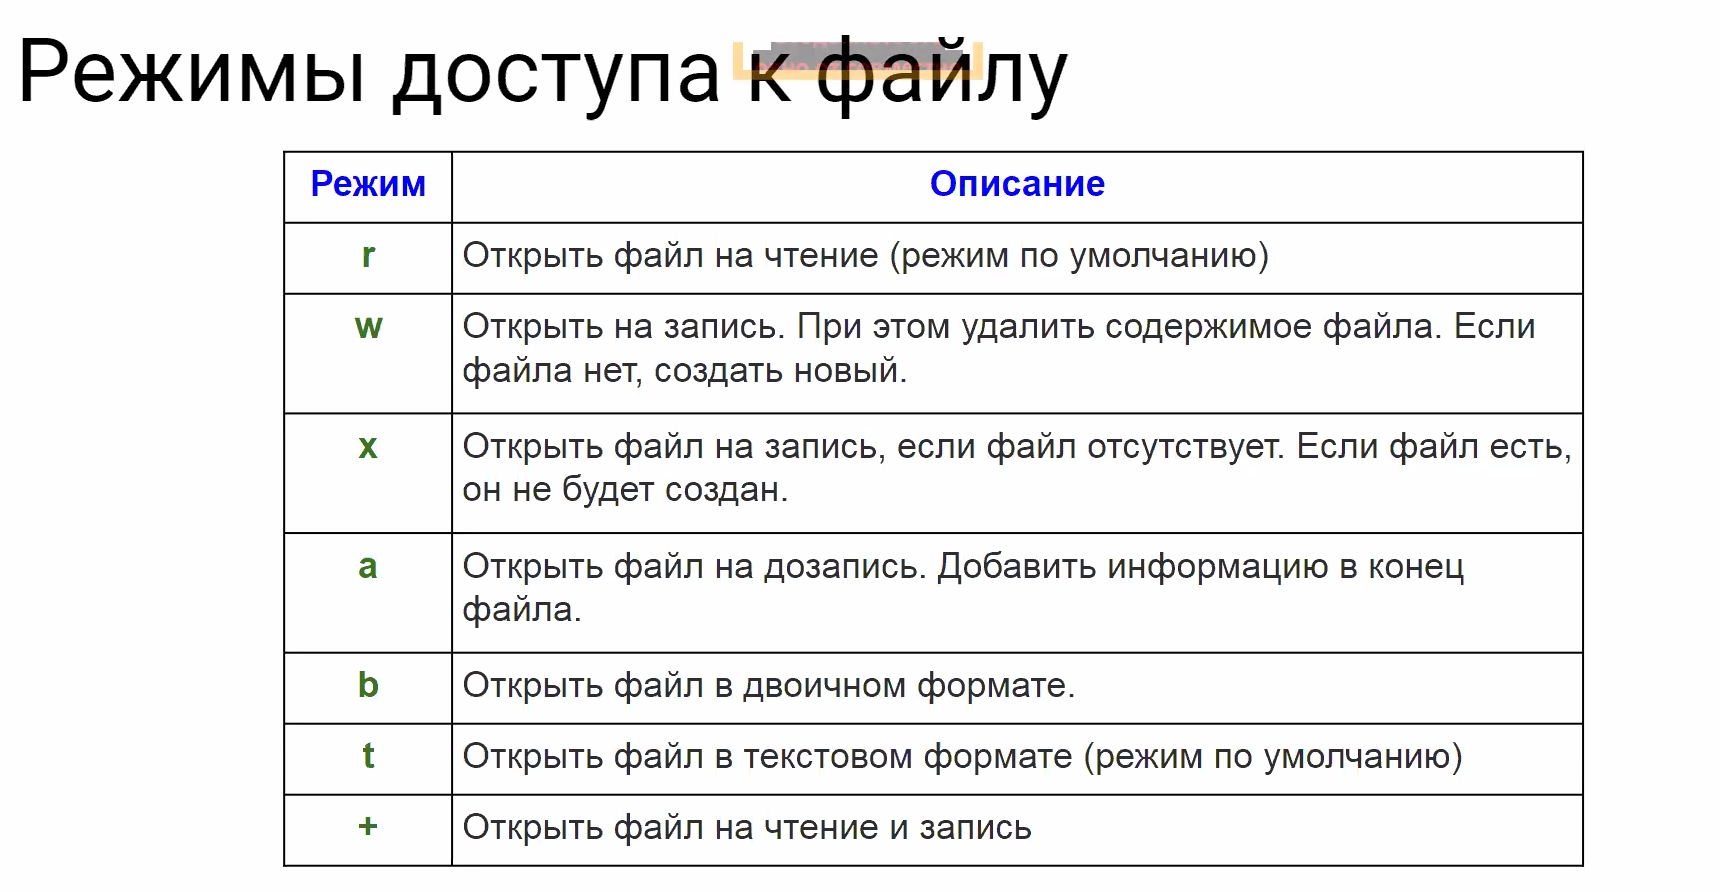 Режимы доступа к файлу
Режим
Описание
r
Открыть файл на чтение (режим по умолчанию)
w
Открыть на запись. При этом удалить содержимое файла. Если
файла нет, создать новый.
x
Открыть файл на запись, если файл отсутствует. Если файл есть,
он не будет создан.
a
Открыть файл на дозапись. Добавить информацию в конец
файла.
b
Открыть файл в двоичном формате.
t
Открыть файл в текстовом формате (режим по умолчанию)
+
Открыть файл на чтение и запись